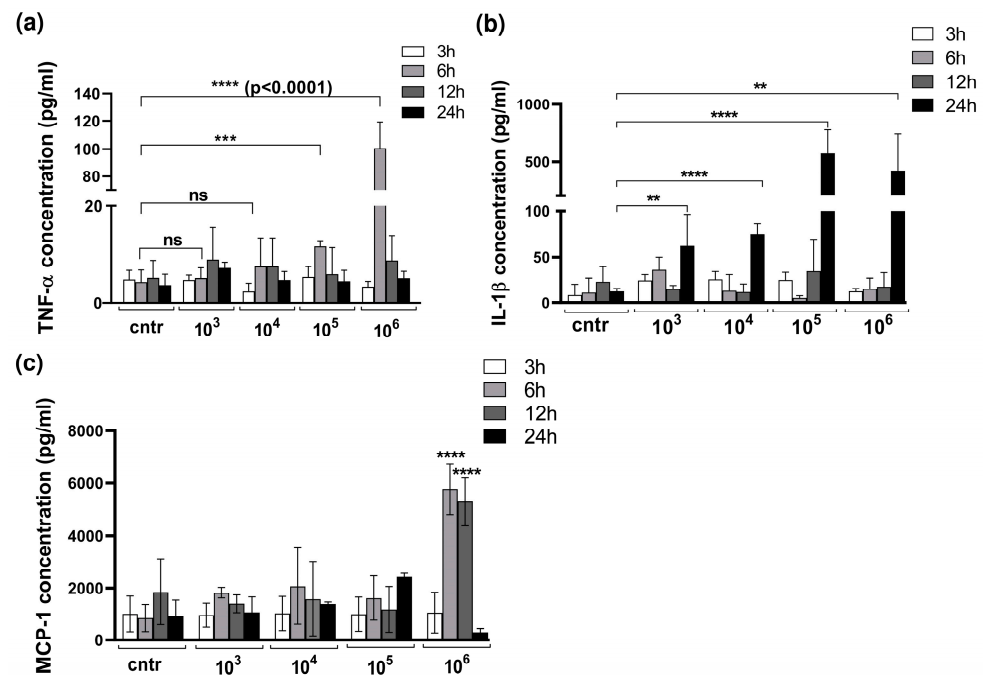 (a)
3h
6h
12h
24h
TNF-α concentration (pg/ml)
140
120
100
80
20
0
**** (p<0.0001)
***
ns
ns
cntr 10³ 10⁴ 10⁵ 10⁶
(b)
3h
6h
12h
24h
IL-1β concentration (pg/ml)
1000
500
100
50
0
**
****
****
**
cntr 10³ 10⁴ 10⁵ 10⁶
(c)
3h
6h
12h
24h
MCP-1 concentration (pg/ml)
8000
6000
4000
2000
0
****
****
cntr 10³ 10⁴ 10⁵ 10⁶